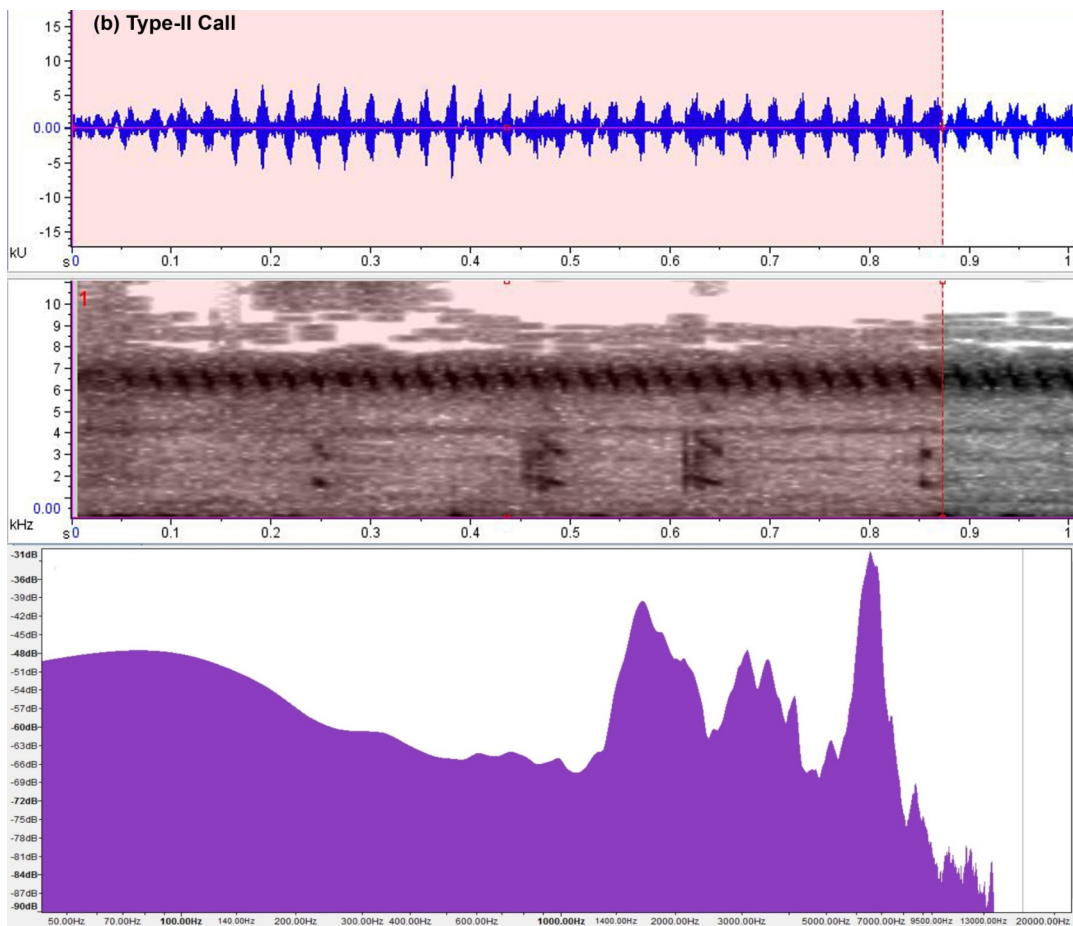 (b) Type-II Call
15
10
5
0.00
-5
-10
-15
kU
s 0 0.1 0.2 0.3 0.4 0.5 0.6 0.7 0.8 0.9 1
1
10
9
8
7
6
5
4
3
2
0.00
kHz
s 0 0.1 0.2 0.3 0.4 0.5 0.6 0.7 0.8 0.9 1
-31dB
-36dB
-39dB
-42dB
-45dB
-48dB
-51dB
-54dB
-57dB
-60dB
-63dB
-66dB
-69dB
-72dB
-75dB
-78dB
-81dB
-84dB
-87dB
-90dB
50.00Hz 70.00Hz 100.00Hz 140.00Hz 200.00Hz 300.00Hz 400.00Hz 600.00Hz 1000.00Hz 1400.00Hz 2000.00Hz 3000.00Hz 5000.00Hz 7000.00Hz 9500.00Hz 13000.00Hz 20000.00Hz